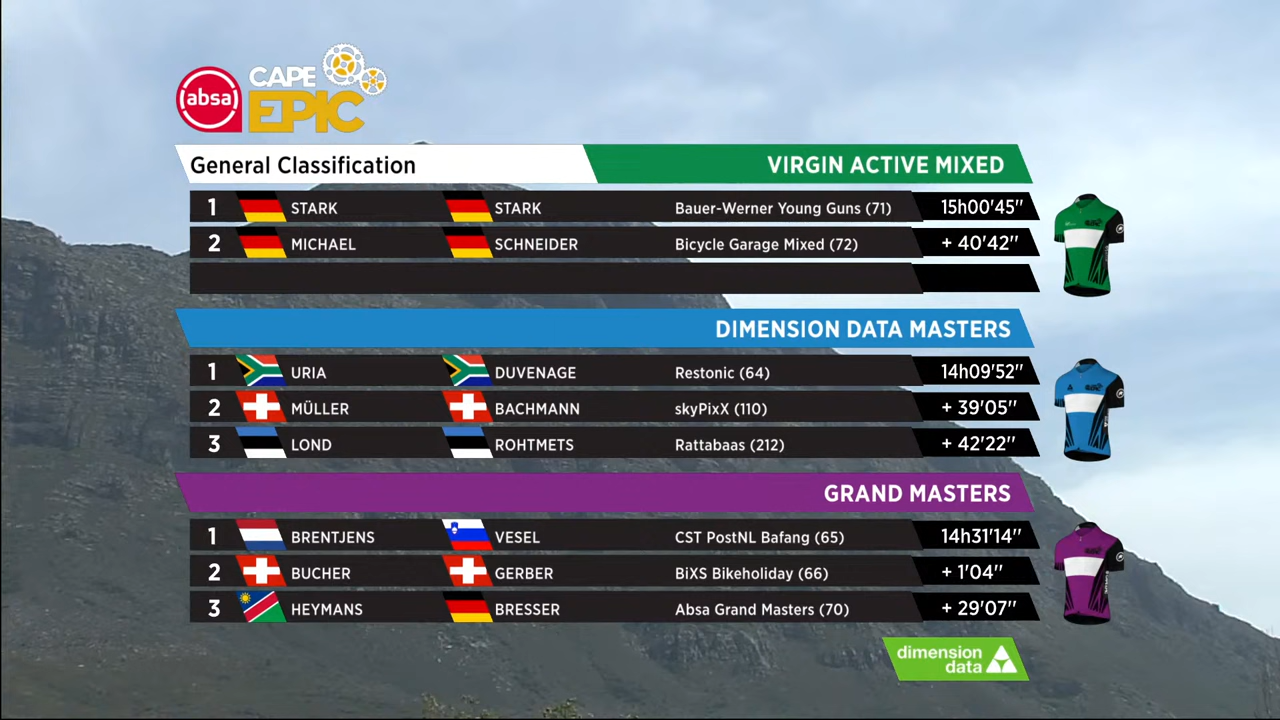 absa CAPE EPIC
General Classification VIRGIN ACTIVE MIXED
1 STARK STARK Bauer-Werner Young Guns (71) 15h00'45''
2 MICHAEL SCHNEIDER Bicycle Garage Mixed (72) + 40'42''
DIMENSION DATA MASTERS
1 URIA DUVENAGE Restonic (64) 14h09'52''
2 MÜLLER BACHMANN skyPixX (110) + 39'05''
3 LOND ROHTMETS Rattabaas (212) + 42'22''
GRAND MASTERS
1 BRENTJENS VESEL CST PostNL Bafang (65) 14h31'14''
2 BUCHER GERBER BiXS Bikeholiday (66) + 1'04''
3 HEYMANS BRESSER Absa Grand Masters (70) + 29'07''
dimension
data